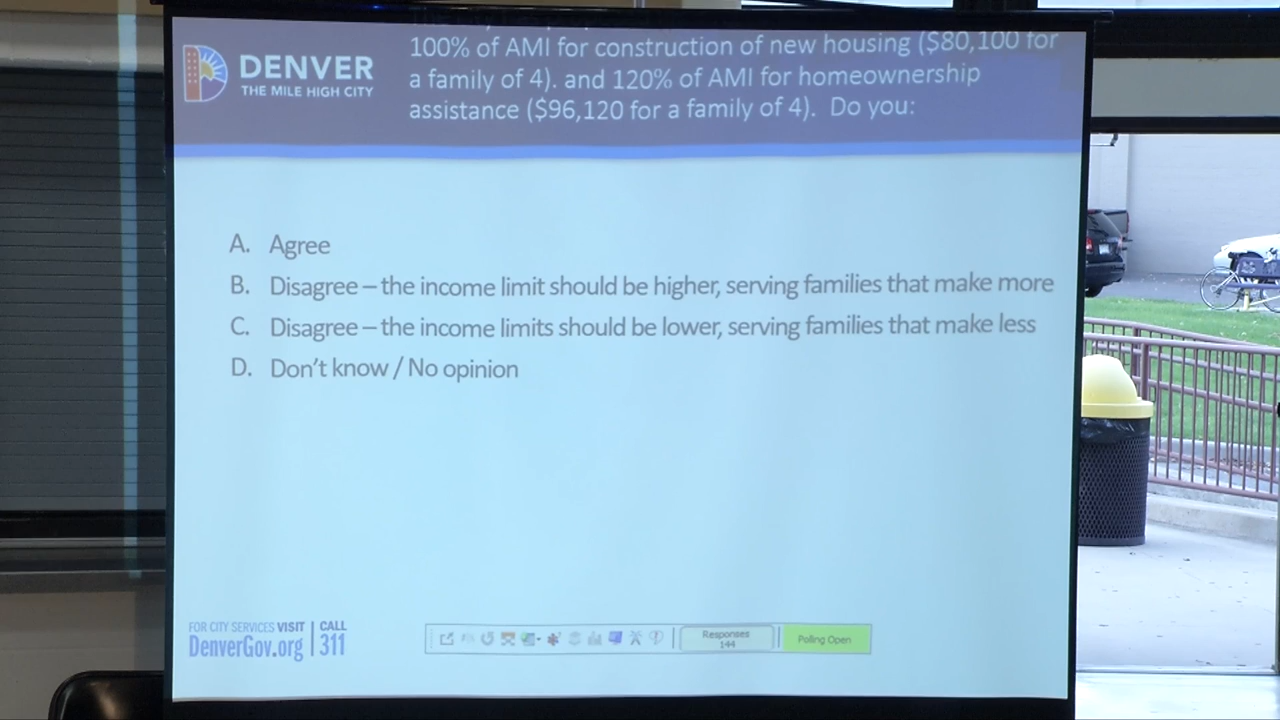 100% of AMI for construction of new housing ($80,100 for
a family of 4). and 120% of AMI for homeownership
assistance ($96,120 for a family of 4). Do you:
DENVER
THE MILE HIGH CITY
A. Agree
B. Disagree – the income limit should be higher, serving families that make more
C. Disagree – the income limits should be lower, serving families that make less
D. Don't know / No opinion
FOR CITY SERVICES VISIT
DenverGov.org
CALL
311
Responses
144
Polling Open